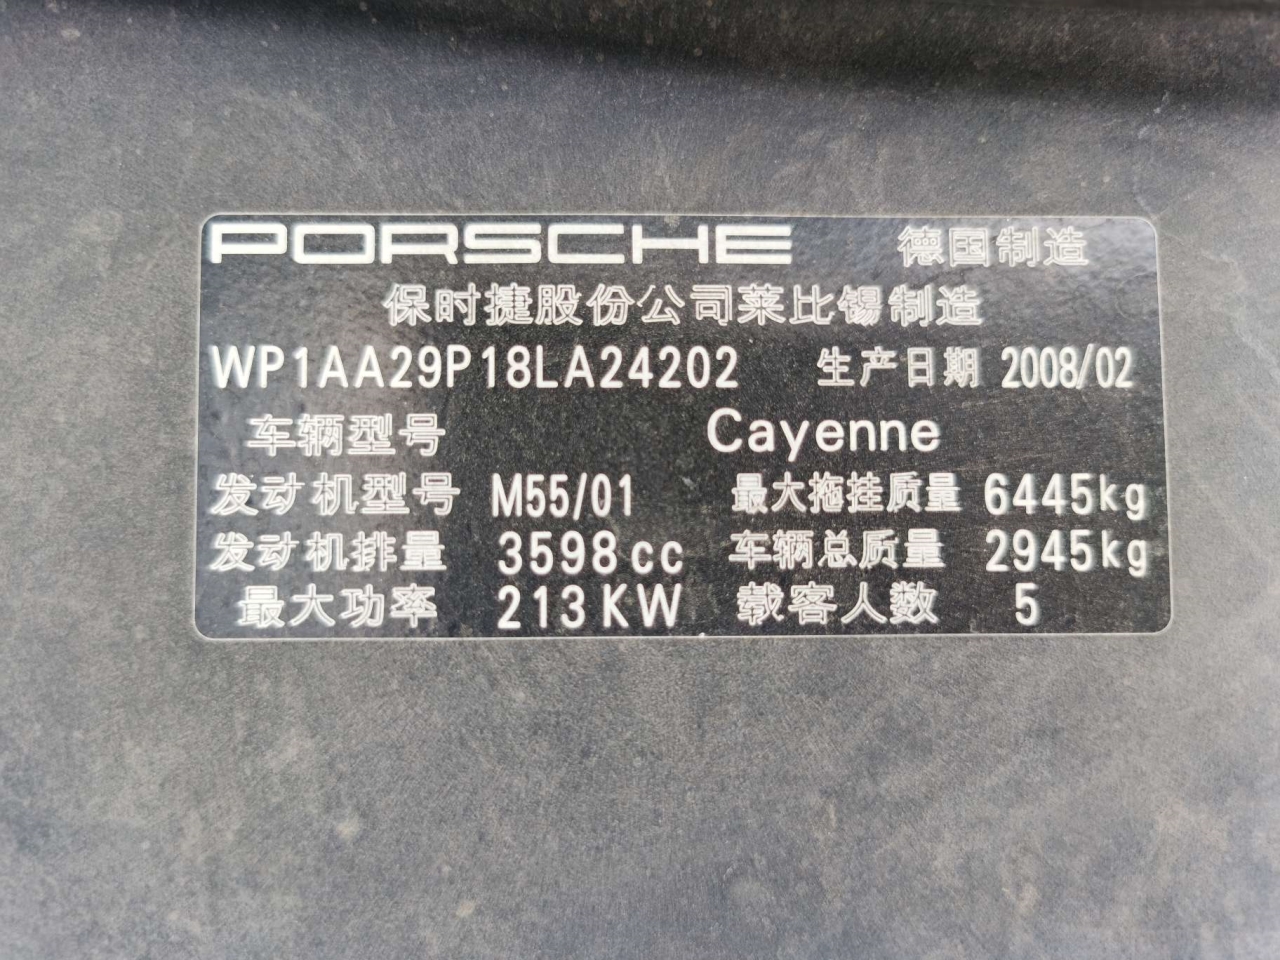 PORSCHE 德国制造
保时捷股份公司莱比锡制造
WP1AA29P18LA24202 生产日期 2008/02
车辆型号 Cayenne
发动机型号 M55/01 最大拖挂质量 6445kg
发动机排量 3598cc 车辆总质量 2945kg
最大功率 213KW 载客人数 5